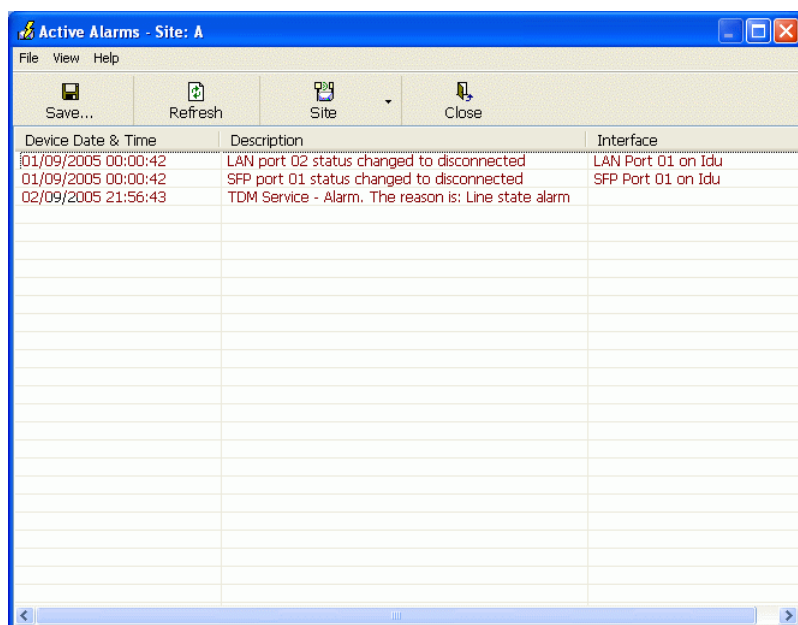 Active Alarms - Site: A
File View Help
Save... Refresh Site Close
Device Date & Time Description Interface
01/09/2005 00:00:42 LAN port 02 status changed to disconnected LAN Port 01 on Idu
01/09/2005 00:00:42 SFP port 01 status changed to disconnected SFP Port 01 on Idu
02/09/2005 21:56:43 TDM Service - Alarm. The reason is: Line state alarm